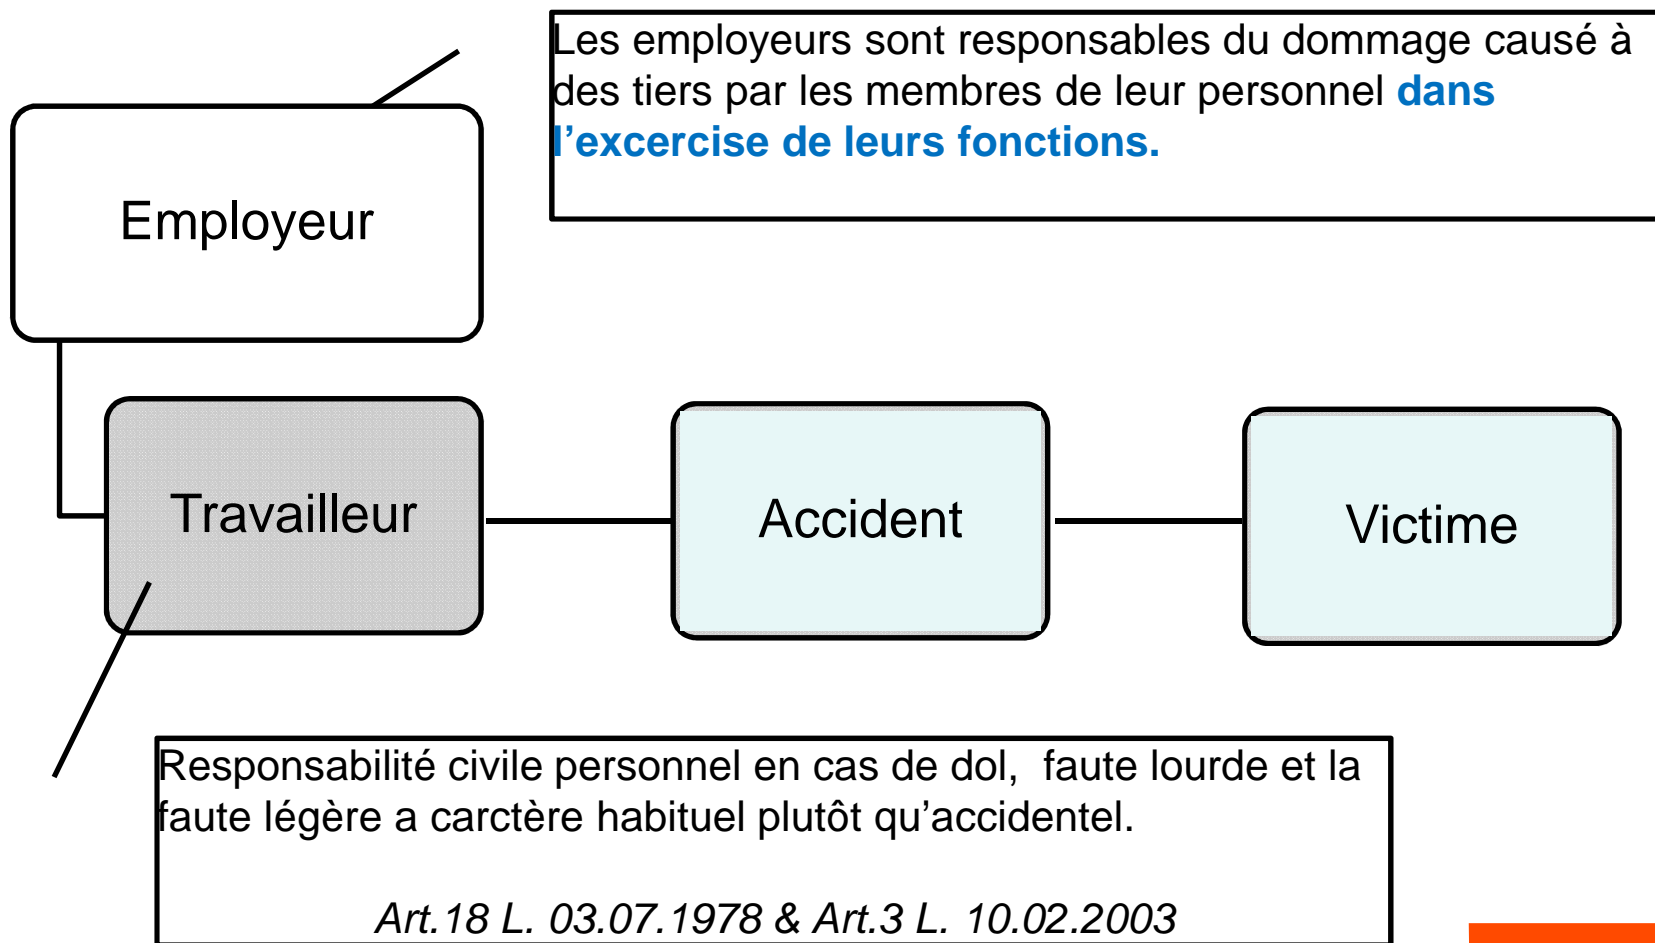 Les employeurs sont responsables du dommage causé à
des tiers par les membres de leur personnel dans
l’excercise de leurs fonctions.
Employeur
Travailleur
Accident
Victime
Responsabilité civile personnel en cas de dol, faute lourde et la
faute légère a carctère habituel plutôt qu’accidentel.
Art.18 L. 03.07.1978 & Art.3 L. 10.02.2003